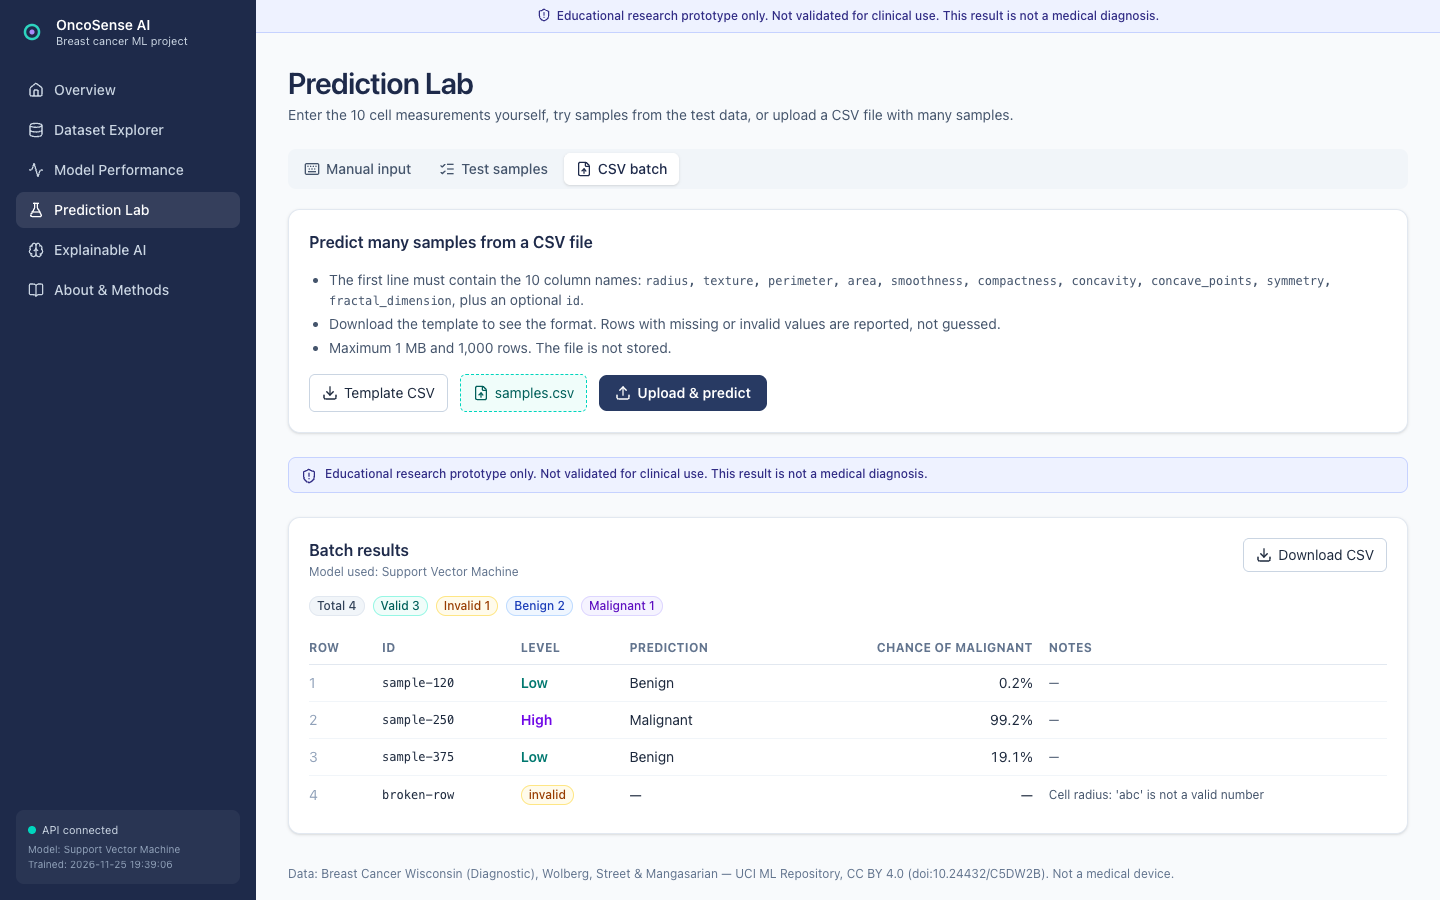 OncoSense AI
Breast cancer ML project
Overview
Dataset Explorer
Model Performance
Prediction Lab
Explainable AI
About & Methods
API connected
Model: Support Vector Machine
Trained: 2026-11-25 19:39:06
Educational research prototype only. Not validated for clinical use. This result is not a medical diagnosis.
Prediction Lab
Enter the 10 cell measurements yourself, try samples from the test data, or upload a CSV file with many samples.
Manual input
Test samples
CSV batch
Predict many samples from a CSV file
• The first line must contain the 10 column names: radius, texture, perimeter, area, smoothness, compactness, concavity, concave_points, symmetry,
fractal_dimension, plus an optional id.
• Download the template to see the format. Rows with missing or invalid values are reported, not guessed.
• Maximum 1 MB and 1,000 rows. The file is not stored.
Template CSV
samples.csv
Upload & predict
Educational research prototype only. Not validated for clinical use. This result is not a medical diagnosis.
Batch results
Model used: Support Vector Machine
Download CSV
Total 4 Valid 3 Invalid 1 Benign 2 Malignant 1
ROW ID LEVEL PREDICTION CHANCE OF MALIGNANT NOTES
1 sample-120 Low Benign 0.2% —
2 sample-250 High Malignant 99.2% —
3 sample-375 Low Benign 19.1% —
4 broken-row invalid — — Cell radius: 'abc' is not a valid number
Data: Breast Cancer Wisconsin (Diagnostic), Wolberg, Street & Mangasarian — UCI ML Repository, CC BY 4.0 (doi:10.24432/C5DW2B). Not a medical device.